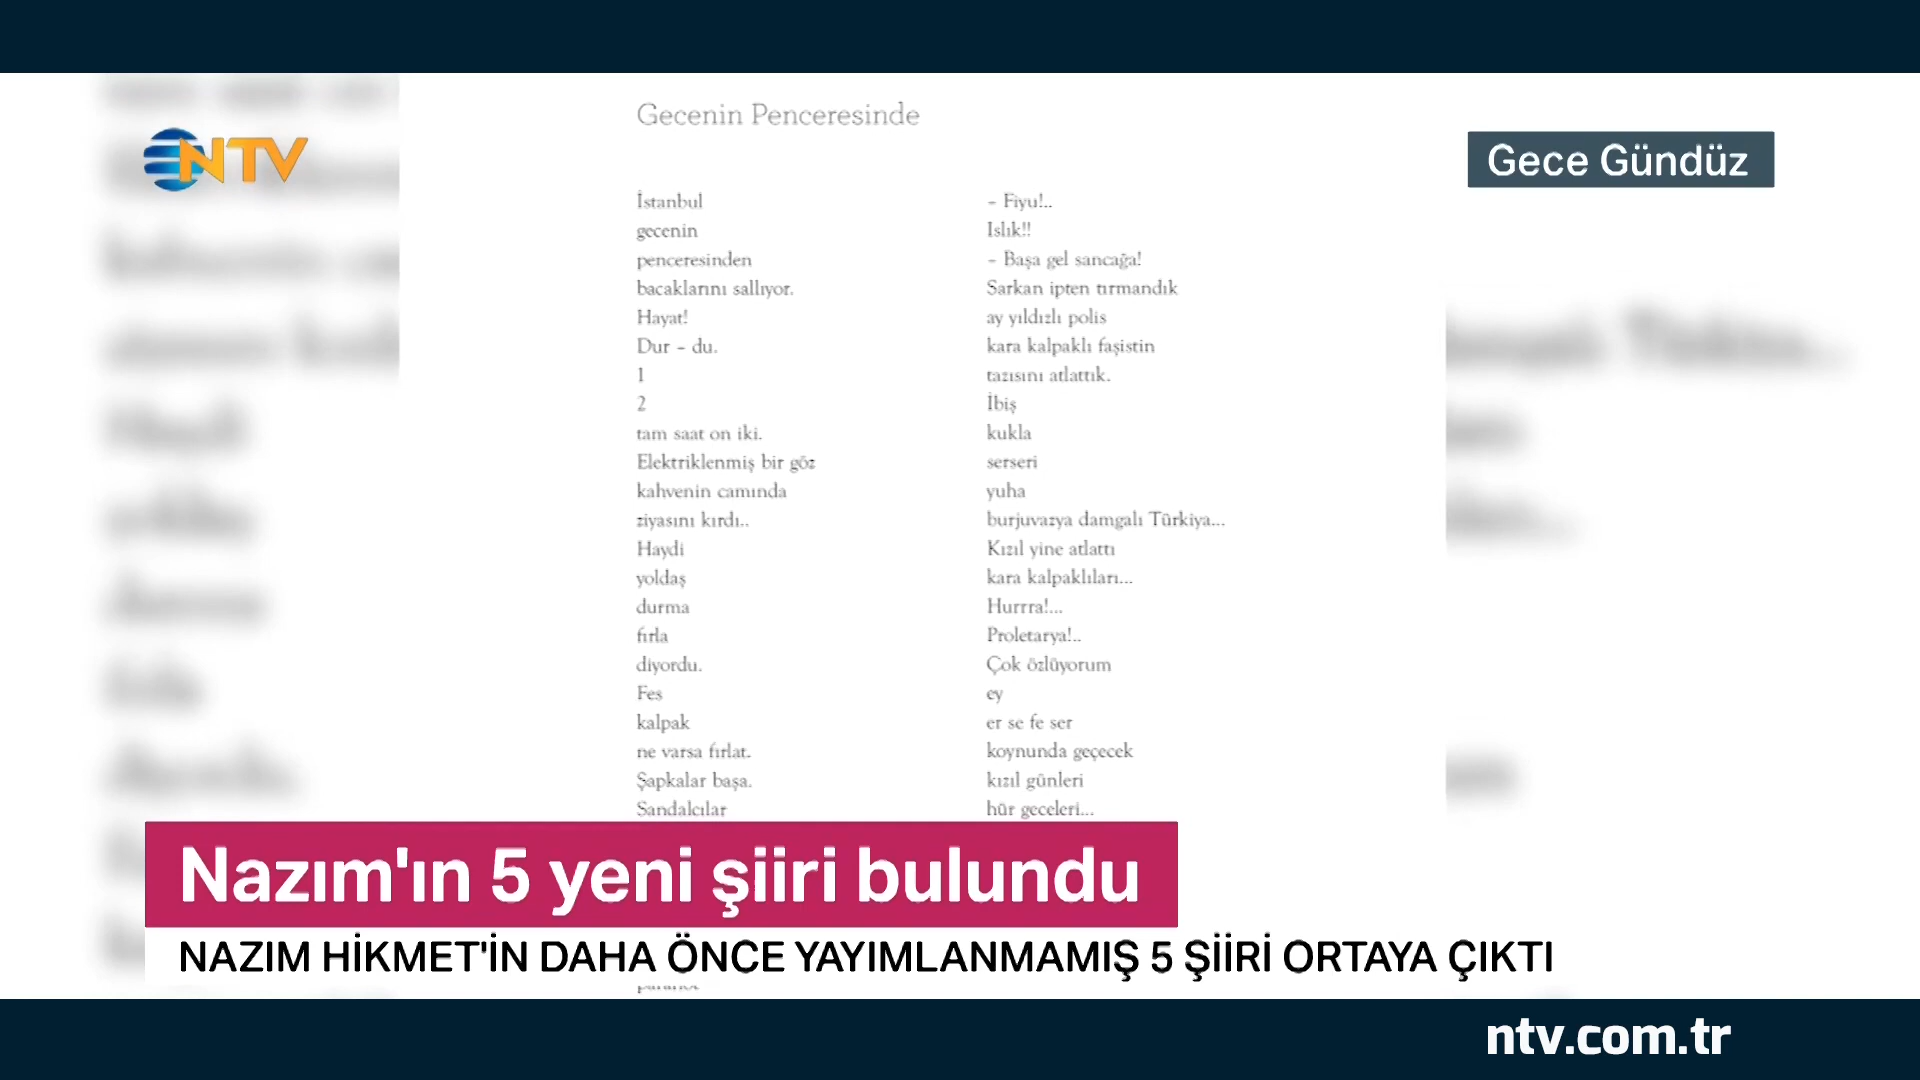 Gecenin Penceresinde
NTV
Gece Gündüz
İstanbul
gecenin
penceresinden
bacaklarını sallıyor.
Hayat!
Dur – du.
1
2
tam saat on iki.
Elektriklenmiş bir göz
kahvenin camında
ziyasını kırdı..
Haydi
yoldaş
durma
fırla
diyordu.
Fes
kalpak
ne varsa fırlat.
Şapkalar başa.
Sandalcılar
– Fiyu!..
Islık!!
– Başa gel sancağa!
Sarkan ipten tırmandık
ay yıldızlı polis
kara kalpaklı faşistin
tazısını atlattık.
İbiş
kukla
serseri
yuha
burjuvazya damgalı Türkiya...
Kızıl yine atlattı
kara kalpaklıları...
Hurrra!...
Proletarya!..
Çok özlüyorum
ey
er se fe ser
koynunda geçecek
kızıl günleri
hür geceleri...
Nazım'ın 5 yeni şiiri bulundu
NAZIM HİKMET'İN DAHA ÖNCE YAYIMLANMAMIŞ 5 ŞİİRİ ORTAYA ÇIKTI
ntv.com.tr